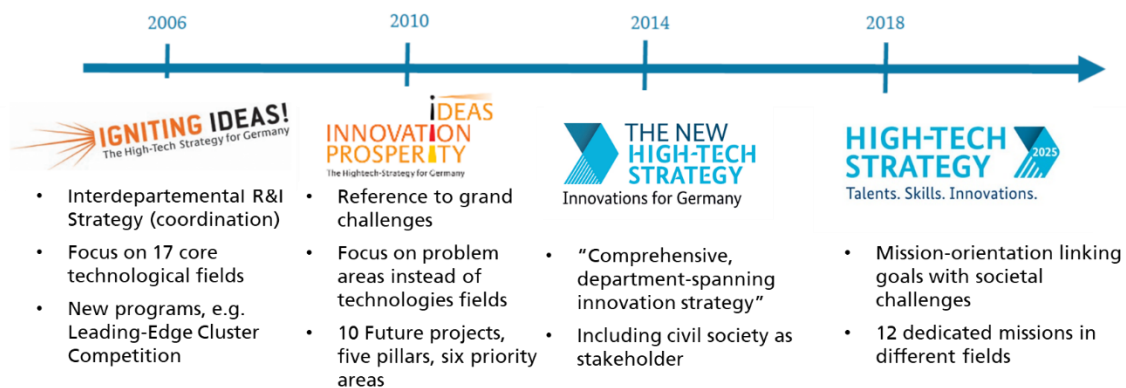 2006
2010
2014
2018
IGNITING IDEAS!
The High-Tech Strategy for Germany
• Interdepartemental R&I
Strategy (coordination)
• Focus on 17 core
technological fields
• New programs, e.g.
Leading-Edge Cluster
Competition
iDEAS
INNOVATION
PROSPERITY
The Hightech-Strategy for Germany
• Reference to grand
challenges
• Focus on problem
areas instead of
technologies fields
• 10 Future projects,
five pillars, six priority
areas
THE NEW
HIGH-TECH
STRATEGY
Innovations for Germany
• “Comprehensive,
department-spanning
innovation strategy”
• Including civil society as
stakeholder
HIGH-TECH
STRATEGY
2025
Talents. Skills. Innovations.
• Mission-orientation linking
goals with societal
challenges
• 12 dedicated missions in
different fields